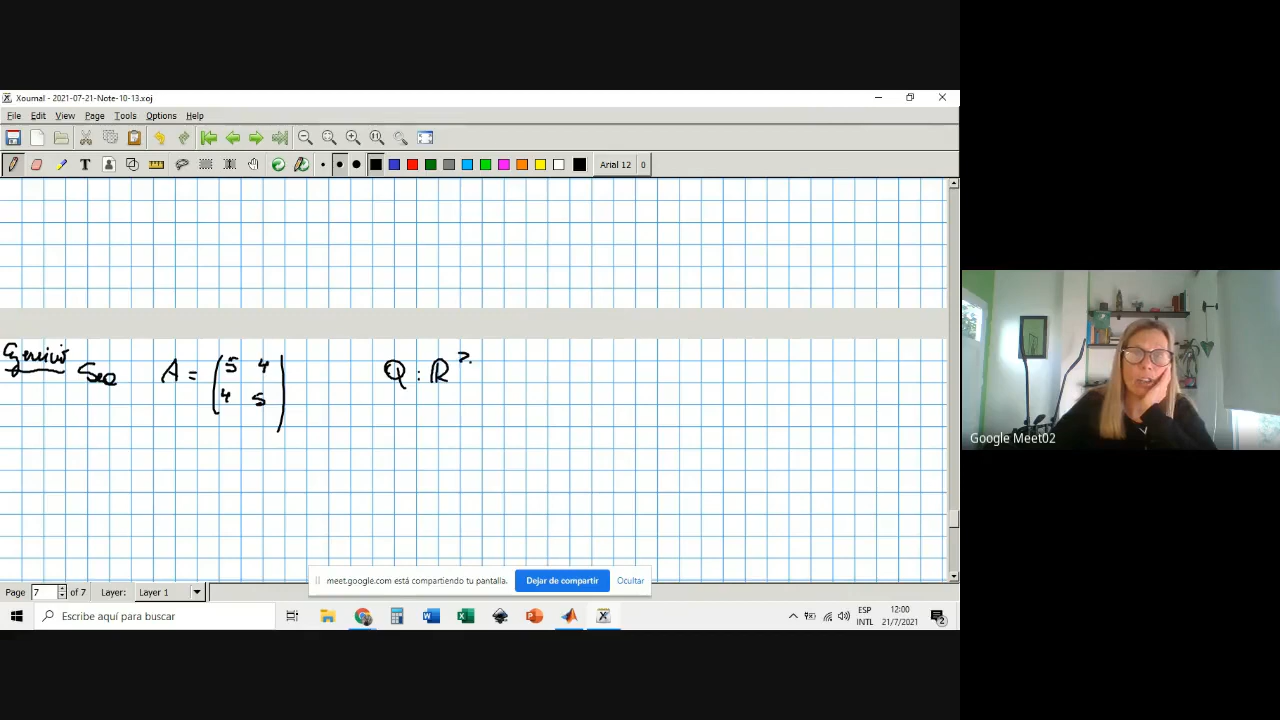 Xournal - 2021-07-21-Note-10-13.xoj
File Edit View Page Tools Options Help
T Arial 12 0
Ejercicio Sea A = ( 5 4
4 5 ) Q : ℝ²
Google Meet02
meet.google.com está compartiendo tu pantalla. Dejar de compartir Ocultar
Page 7 of 7 Layer: Layer 1
Escribe aquí para buscar
ESP 12:00
INTL 21/7/2021 2